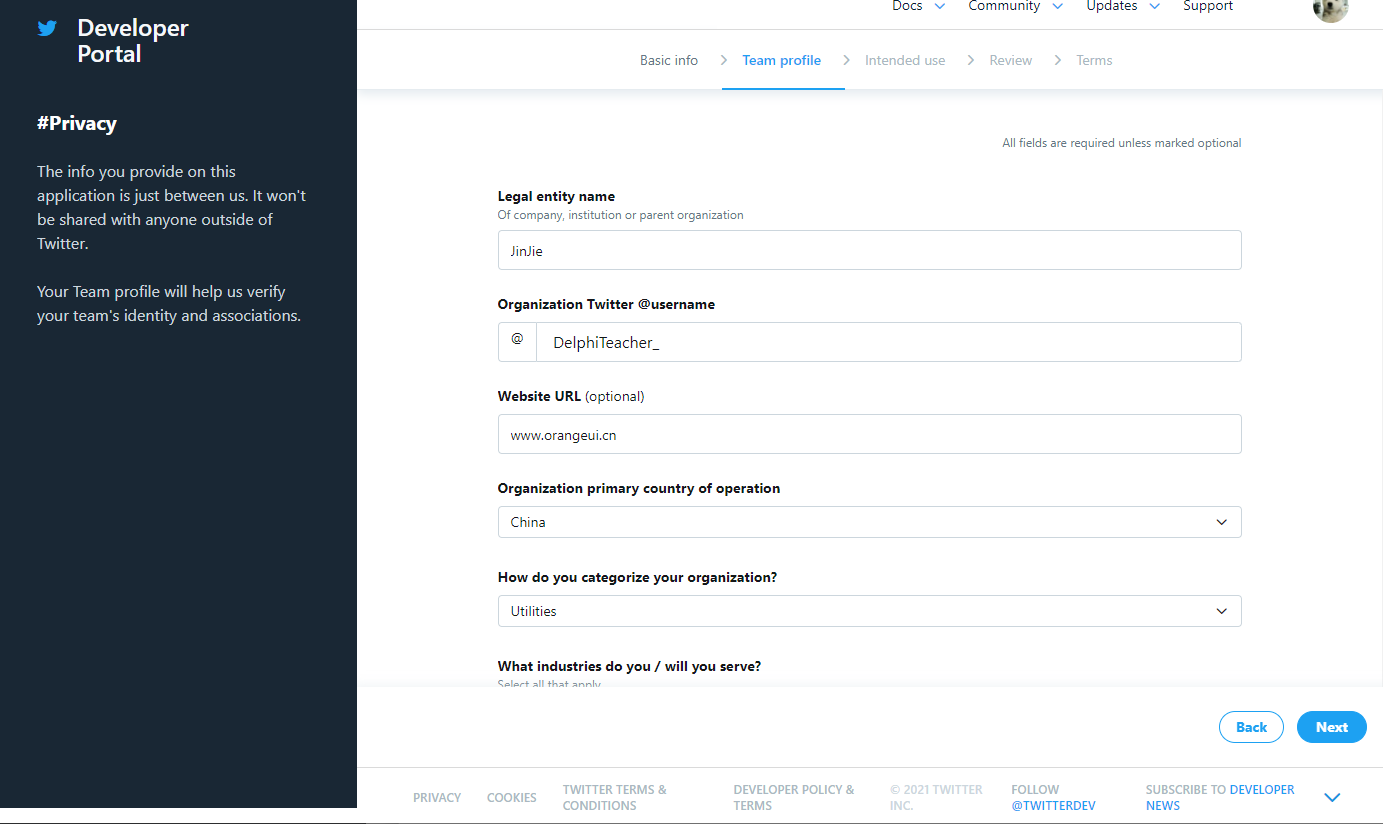 Developer
Portal
#Privacy
The info you provide on this
application is just between us. It won't
be shared with anyone outside of
Twitter.
Your Team profile will help us verify
your team's identity and associations.
Docs Community Updates Support
Basic info Team profile Intended use Review Terms
All fields are required unless marked optional
Legal entity name
Of company, institution or parent organization
JinJie
Organization Twitter @username
@ DelphiTeacher_
Website URL (optional)
www.orangeui.cn
Organization primary country of operation
China
How do you categorize your organization?
Utilities
What industries do you / will you serve?
Select all that apply
Back Next
PRIVACY COOKIES
TWITTER TERMS &
CONDITIONS
DEVELOPER POLICY &
TERMS
© 2021 TWITTER
INC.
FOLLOW
@TWITTERDEV
SUBSCRIBE TO DEVELOPER
NEWS